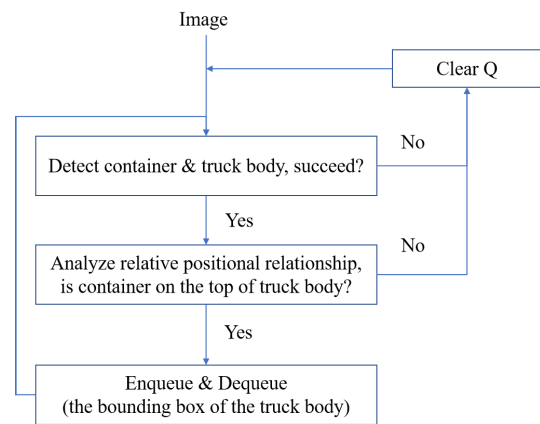 Image
Clear Q
No
Detect container & truck body, succeed?
Yes
No
Analyze relative positional relationship,
is container on the top of truck body?
Yes
Enqueue & Dequeue
(the bounding box of the truck body)